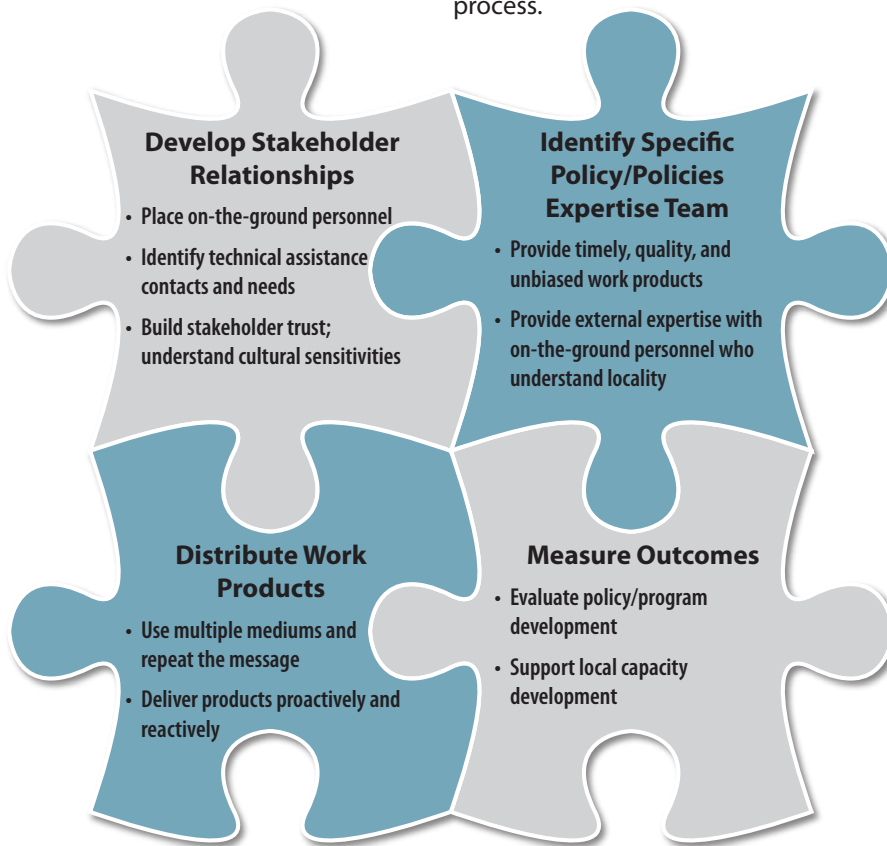 process.
Develop Stakeholder
Relationships
• Place on-the-ground personnel
• Identify technical assistance
contacts and needs
• Build stakeholder trust;
understand cultural sensitivities
Identify Specific
Policy/Policies
Expertise Team
• Provide timely, quality, and
unbiased work products
• Provide external expertise with
on-the-ground personnel who
understand locality
Distribute Work
Products
• Use multiple mediums and
repeat the message
• Deliver products proactively and
reactively
Measure Outcomes
• Evaluate policy/program
development
• Support local capacity
development